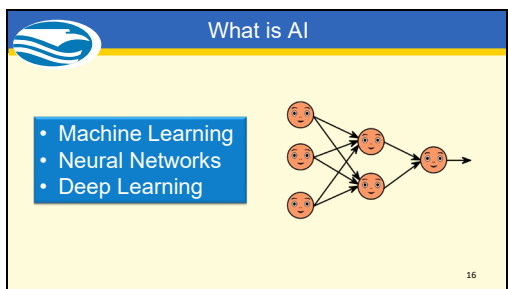 What is AI
• Machine Learning
• Neural Networks
• Deep Learning
16